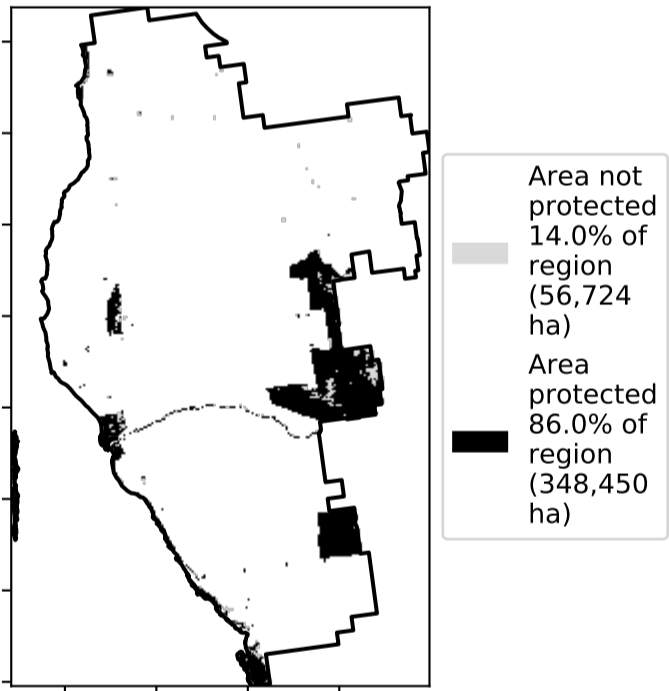 Area not
protected
14.0% of
region
(56,724
ha)
Area
protected
86.0% of
region
(348,450
ha)